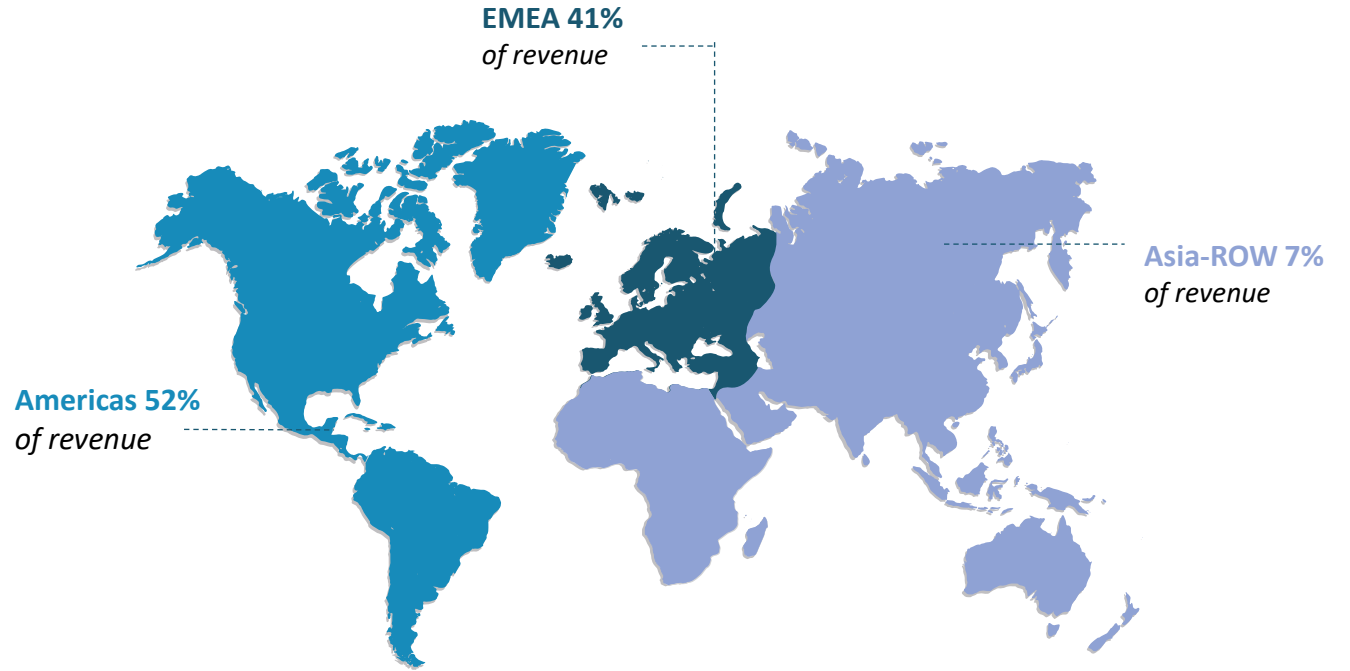 EMEA 41%
of revenue
Asia-ROW 7%
of revenue
Americas 52%
of revenue